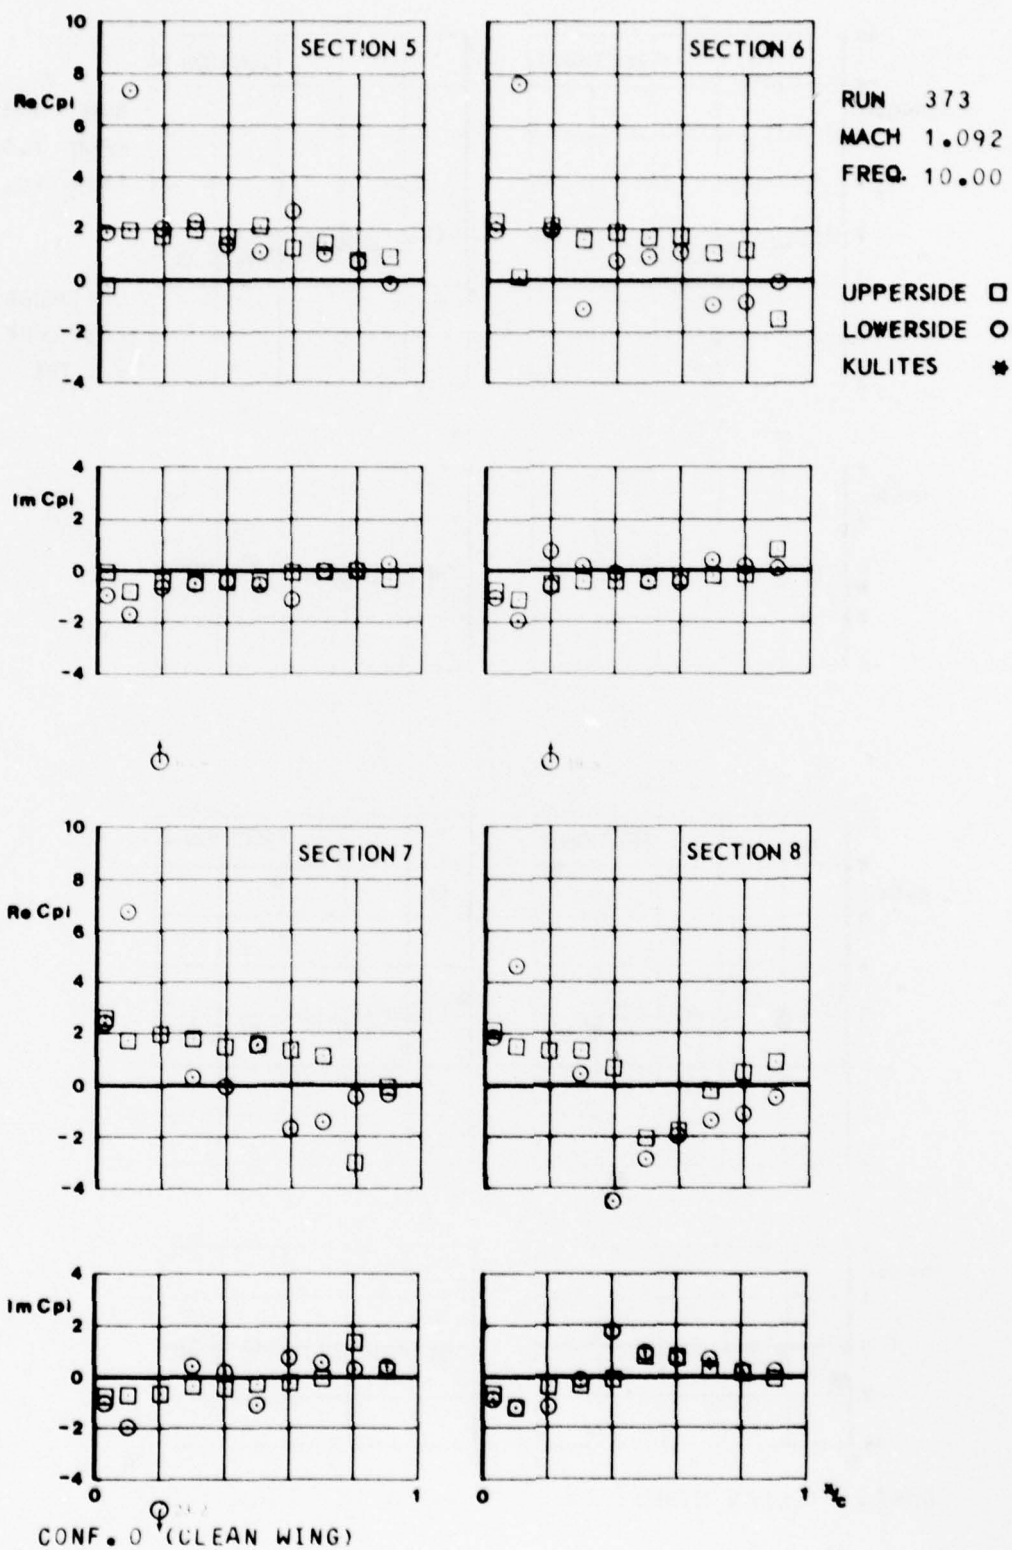 10
SECTION 5
SECTION 6
8
Re Cpi
6
4
2
0
-2
-4
RUN 373
MACH 1.092
FREQ. 10.00
UPPERSIDE
LOWERSIDE
KULITES
4
Im Cpi
2
0
-2
-4
10
SECTION 7
SECTION 8
8
Re Cpi
6
4
2
0
-2
-4
4
Im Cpi
2
0
-2
-4
0 1 0 1 x/c
CONF. 0 (CLEAN WING)